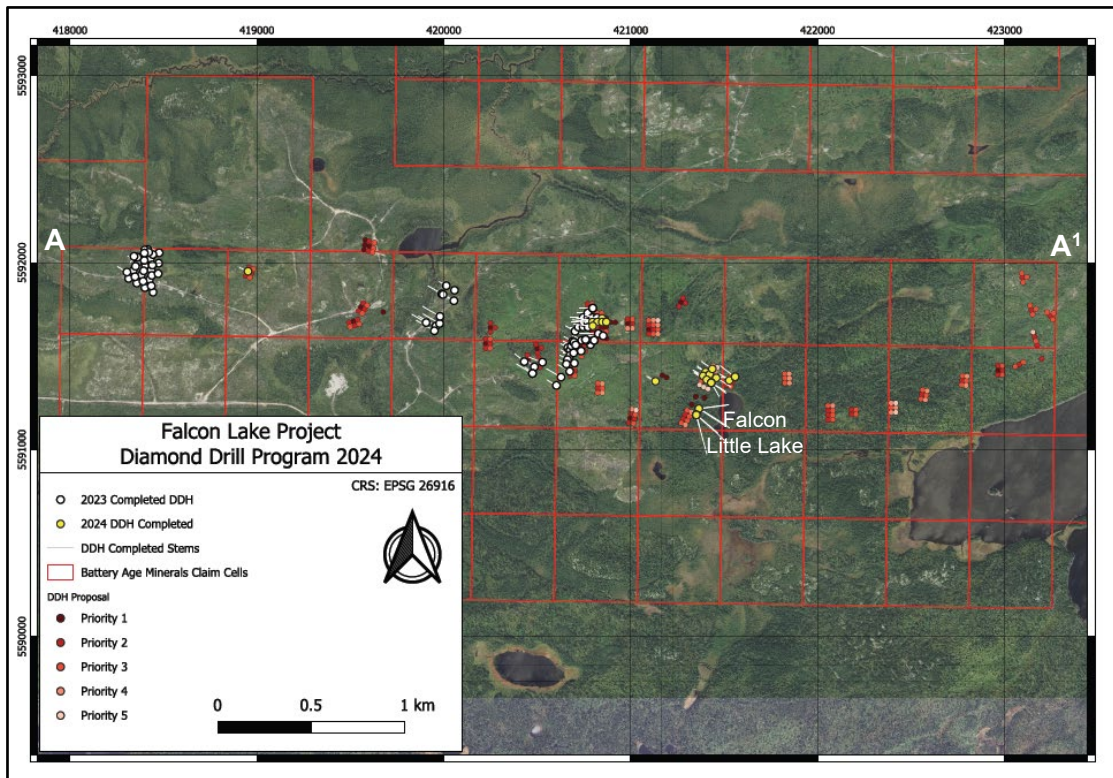 418000 419000 420000 421000 422000 423000
5593000
5592000
5591000
5590000
A
A¹
Falcon
Little Lake
Falcon Lake Project
Diamond Drill Program 2024
CRS: EPSG 26916
2023 Completed DDH
2024 DDH Completed
DDH Completed Stems
Battery Age Minerals Claim Cells
DDH Proposal
Priority 1
Priority 2
Priority 3
Priority 4
Priority 5
0 0.5 1 km